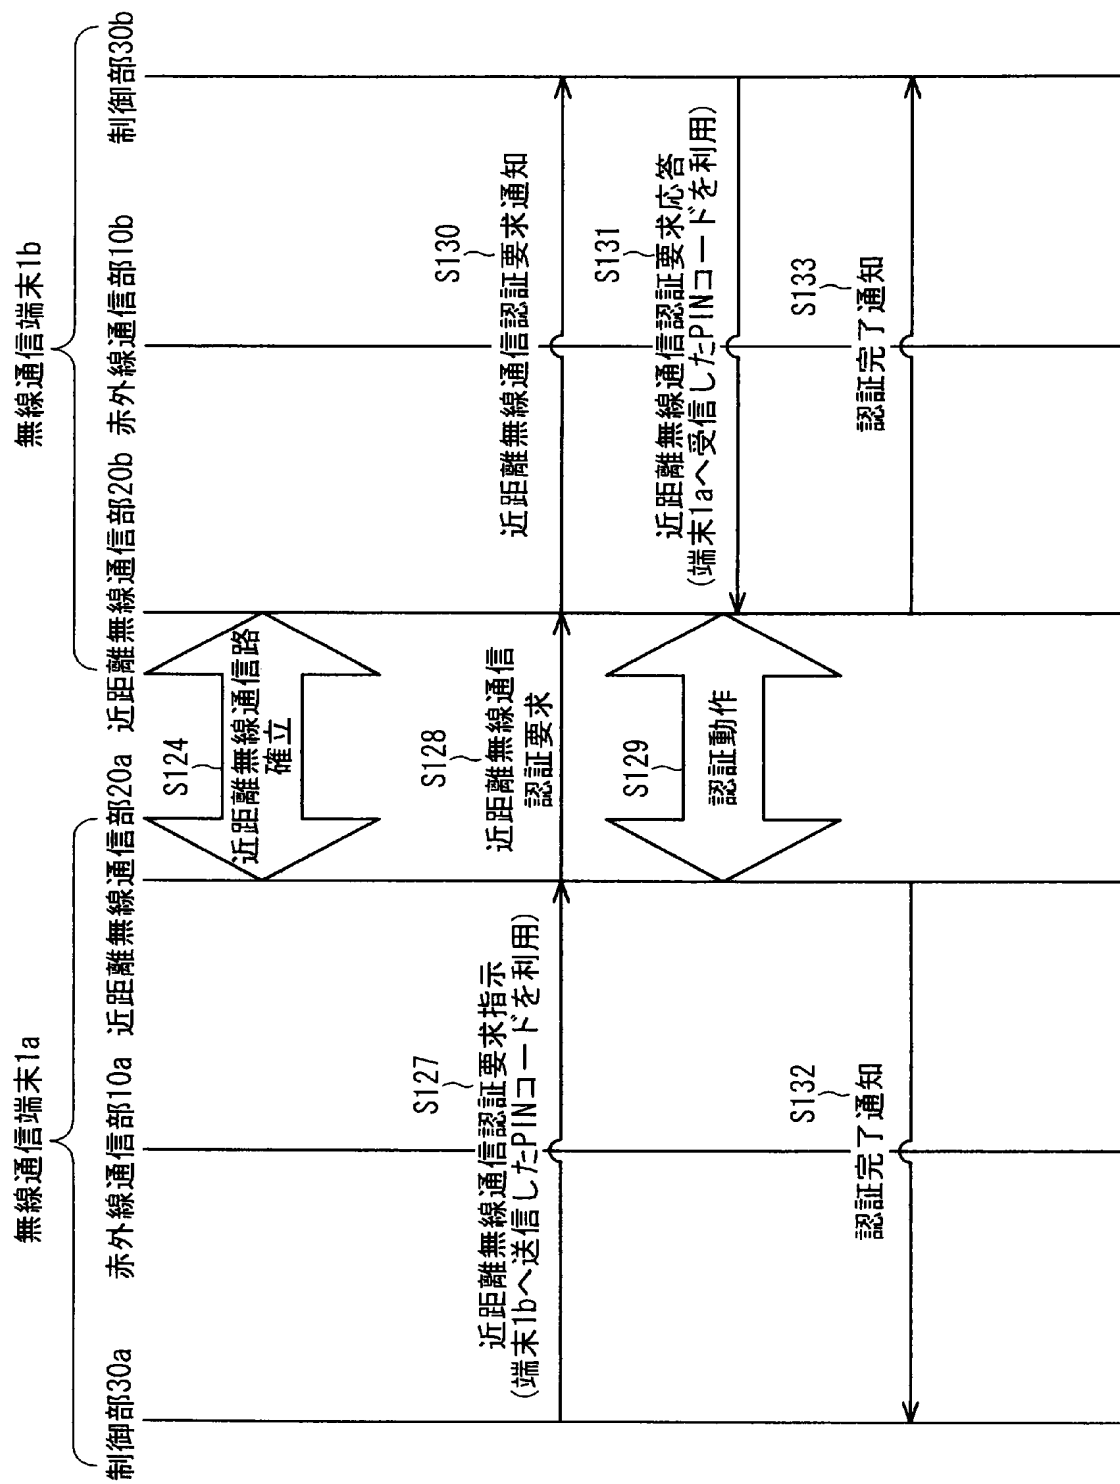 無線通信端末1a
無線通信端末1b
制御部30a
赤外線通信部10a
近距離無線通信部20a
近距離無線通信部20b
赤外線通信部10b
制御部30b
S124
近距離無線通信路
確立
S127
近距離無線通信認証要求指示
(端末1bへ送信したPINコードを利用)
S128
近距離無線通信
認証要求
S130
近距離無線通信認証要求通知
S129
認証動作
S131
近距離無線通信認証要求応答
(端末1aへ受信したPINコードを利用)
S132
認証完了通知
S133
認証完了通知